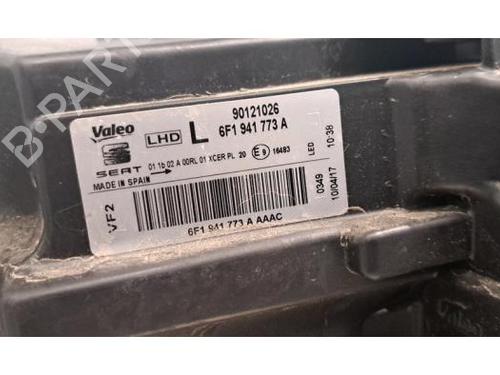 Valeo LHD L 90121026
6F1 941 773 A
SEAT 01 1b 02 A 00RL 01 XCER PL 20 E9 16483 LED 10:38
MADE IN SPAIN
VF2
0349
10/04/17
6F1 941 773 A AAAC
B-PARTS
Valeo